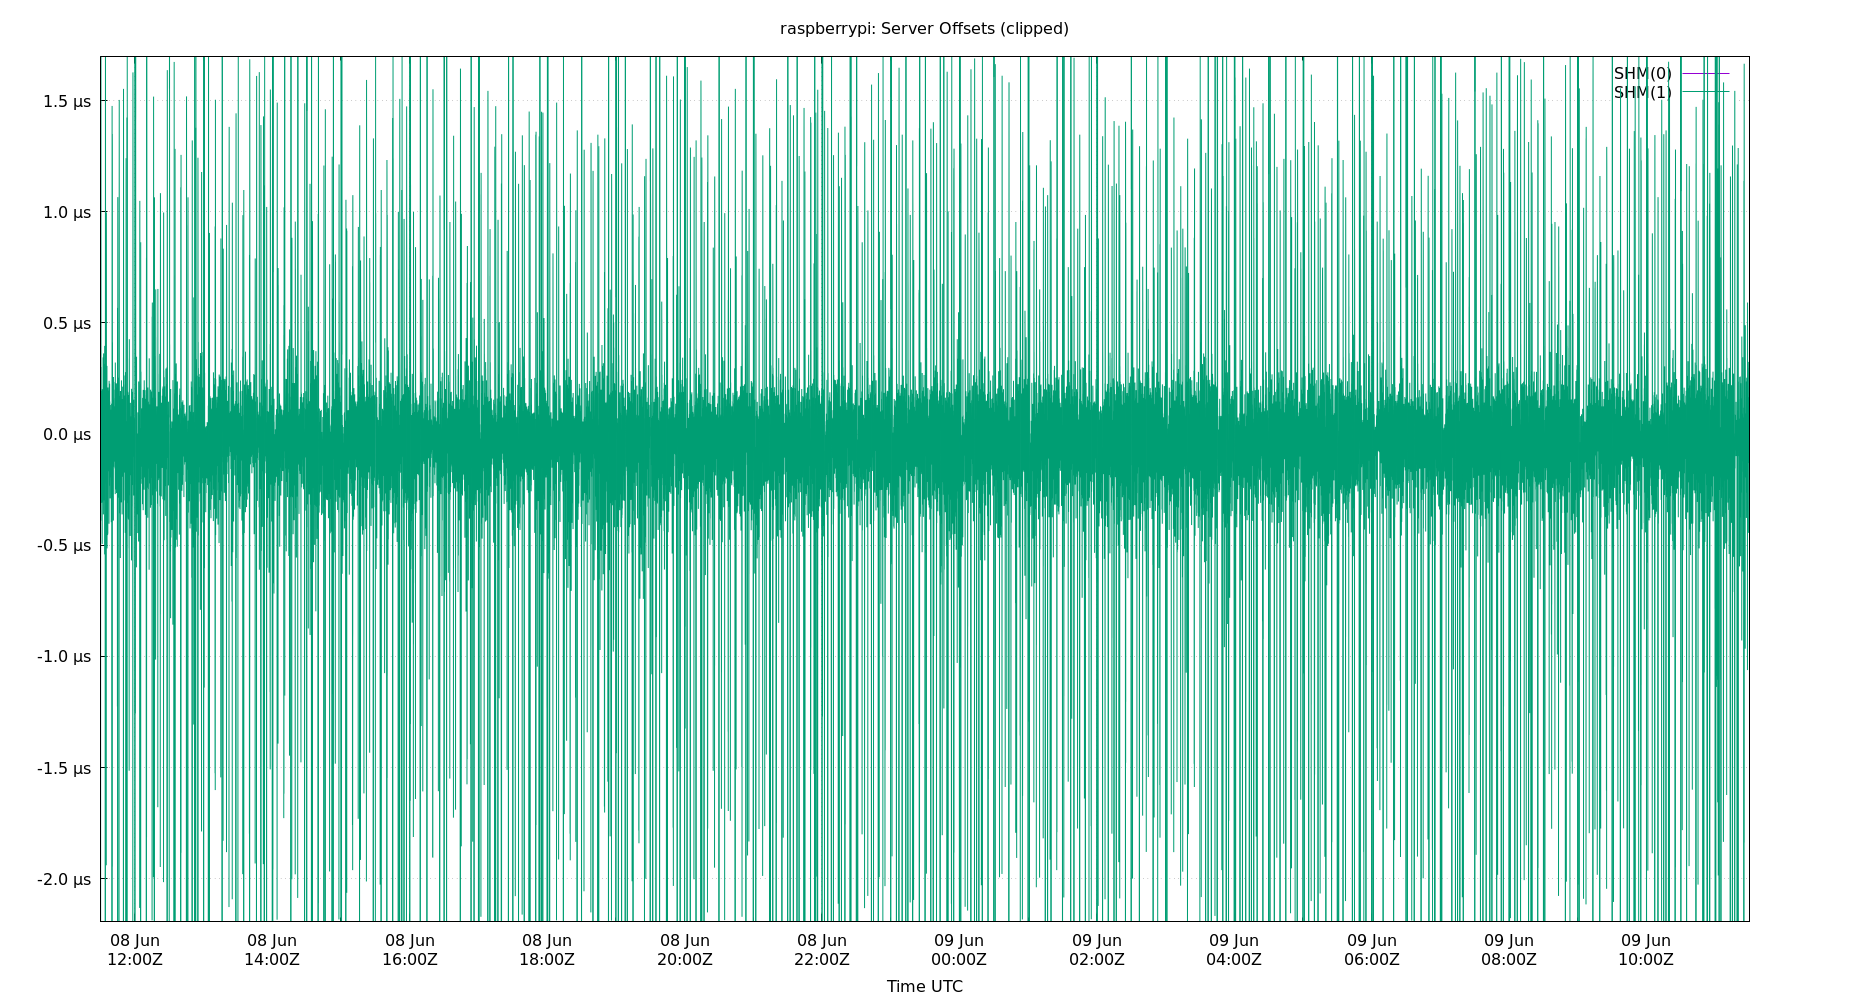 raspberrypi: Server Offsets (clipped)
SHM(0)
SHM(1)
1.5 µs
1.0 µs
0.5 µs
0.0 µs
-0.5 µs
-1.0 µs
-1.5 µs
-2.0 µs
08 Jun 08 Jun 08 Jun 08 Jun 08 Jun 08 Jun 09 Jun 09 Jun 09 Jun 09 Jun 09 Jun 09 Jun
12:00Z 14:00Z 16:00Z 18:00Z 20:00Z 22:00Z 00:00Z 02:00Z 04:00Z 06:00Z 08:00Z 10:00Z
Time UTC